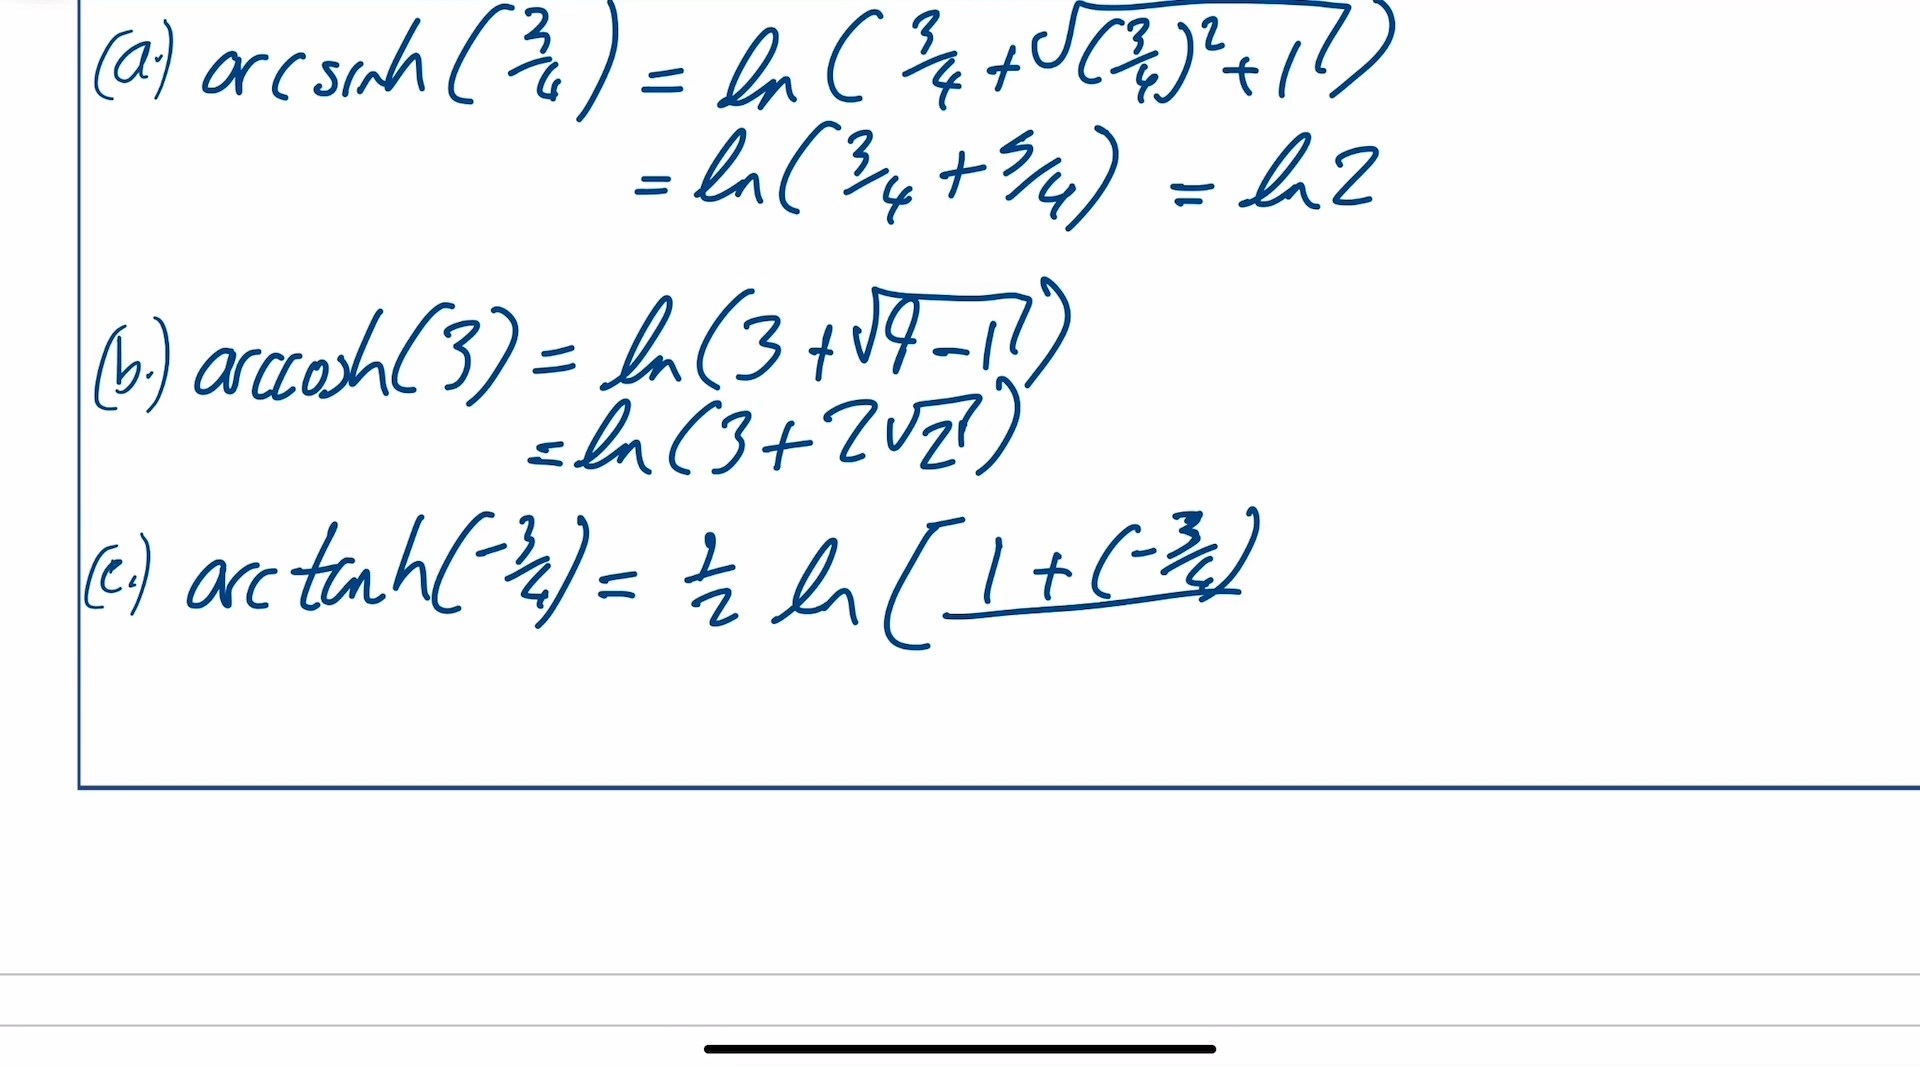 (a.) arcsinh(3/4) = ln(3/4 + √((3/4)² + 1))
= ln(3/4 + 5/4) = ln 2
(b.) arccosh(3) = ln(3 + √(9 − 1))
= ln(3 + 2√2)
(c.) arctanh(-3/4) = 1/2 ln[1 + (-3/4)